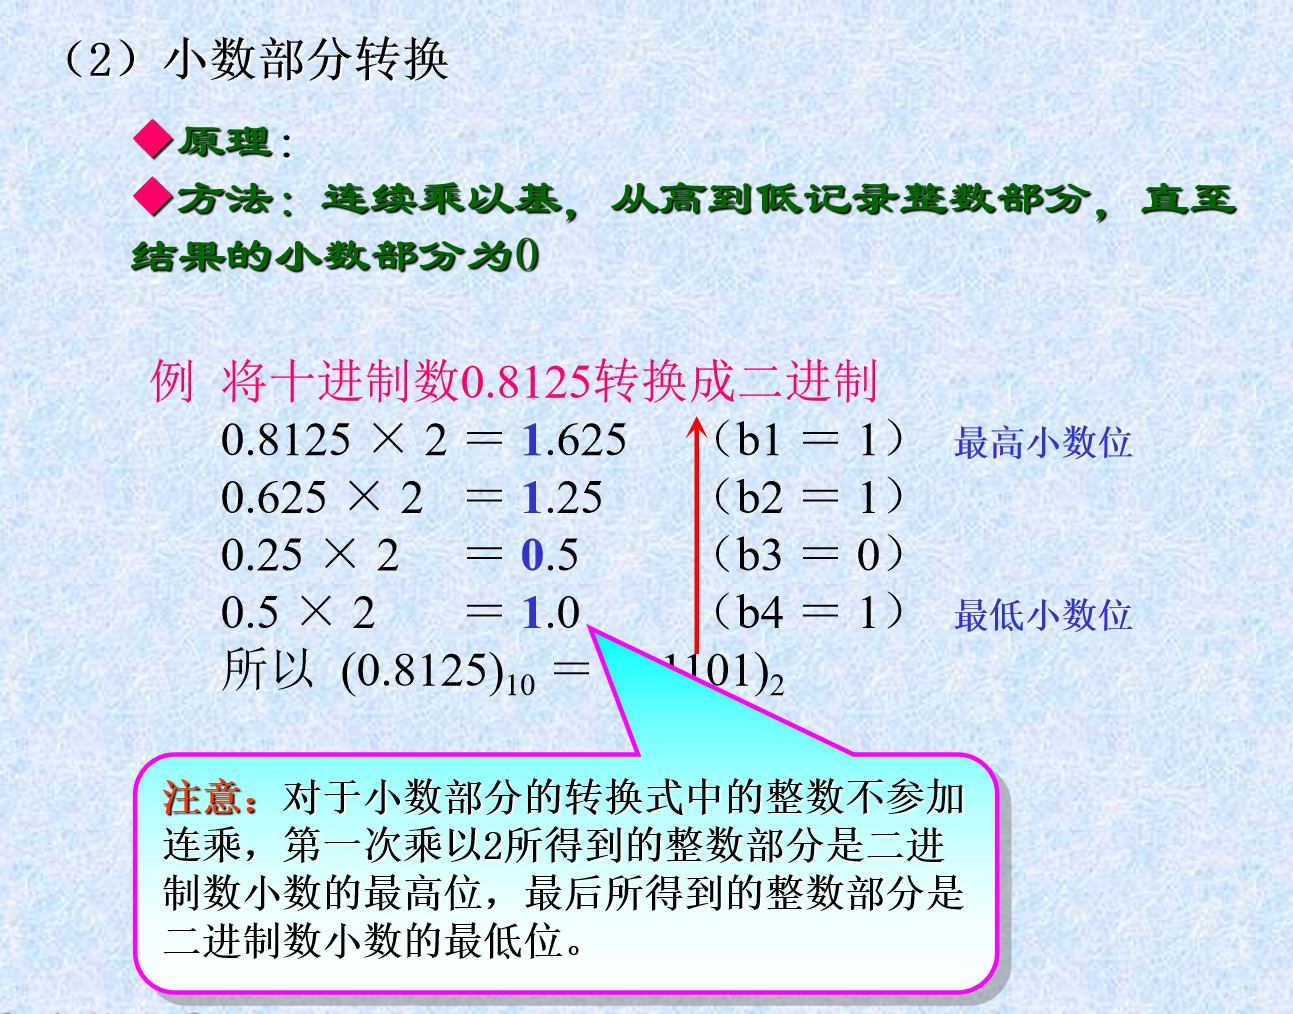 （2）小数部分转换
◆原理：
◆方法：连续乘以基，从高到低记录整数部分，直至
结果的小数部分为0
例 将十进制数0.8125转换成二进制
0.8125 × 2 ＝ 1.625 （b1 ＝ 1） 最高小数位
0.625 × 2 ＝ 1.25 （b2 ＝ 1）
0.25 × 2 ＝ 0.5 （b3 ＝ 0）
0.5 × 2 ＝ 1.0 （b4 ＝ 1） 最低小数位
所以 (0.8125)10 ＝ 1101)2
注意：对于小数部分的转换式中的整数不参加
连乘，第一次乘以2所得到的整数部分是二进
制数小数的最高位，最后所得到的整数部分是
二进制数小数的最低位。